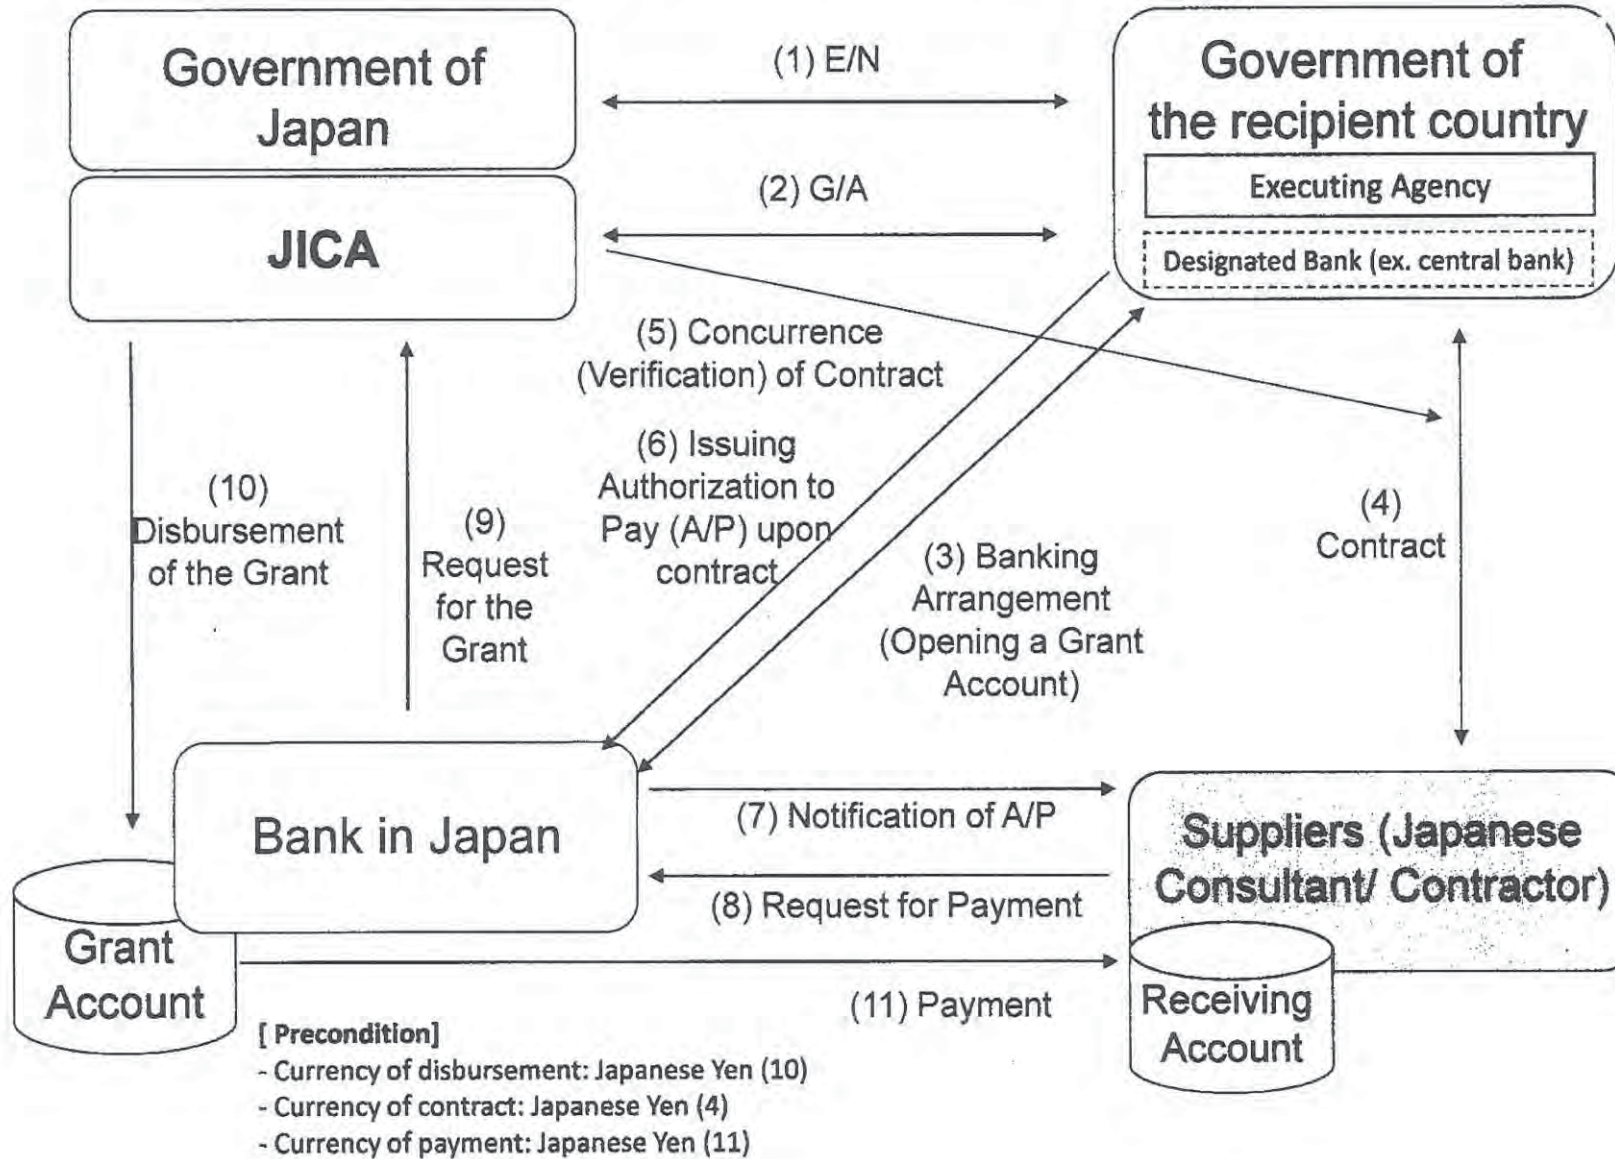 Government of
Japan
JICA
(1) E/N
(2) G/A
Government of
the recipient country
Executing Agency
Designated Bank (ex. central bank)
(5) Concurrence
(Verification) of Contract
(6) Issuing
Authorization to
Pay (A/P) upon
contract
(10)
Disbursement
of the Grant
(9)
Request
for the
Grant
(3) Banking
Arrangement
(Opening a Grant
Account)
(4)
Contract
Bank in Japan
(7) Notification of A/P
(8) Request for Payment
Suppliers (Japanese
Consultant/ Contractor)
Grant
Account
(11) Payment
Receiving
Account
[ Precondition]
- Currency of disbursement: Japanese Yen (10)
- Currency of contract: Japanese Yen (4)
- Currency of payment: Japanese Yen (11)